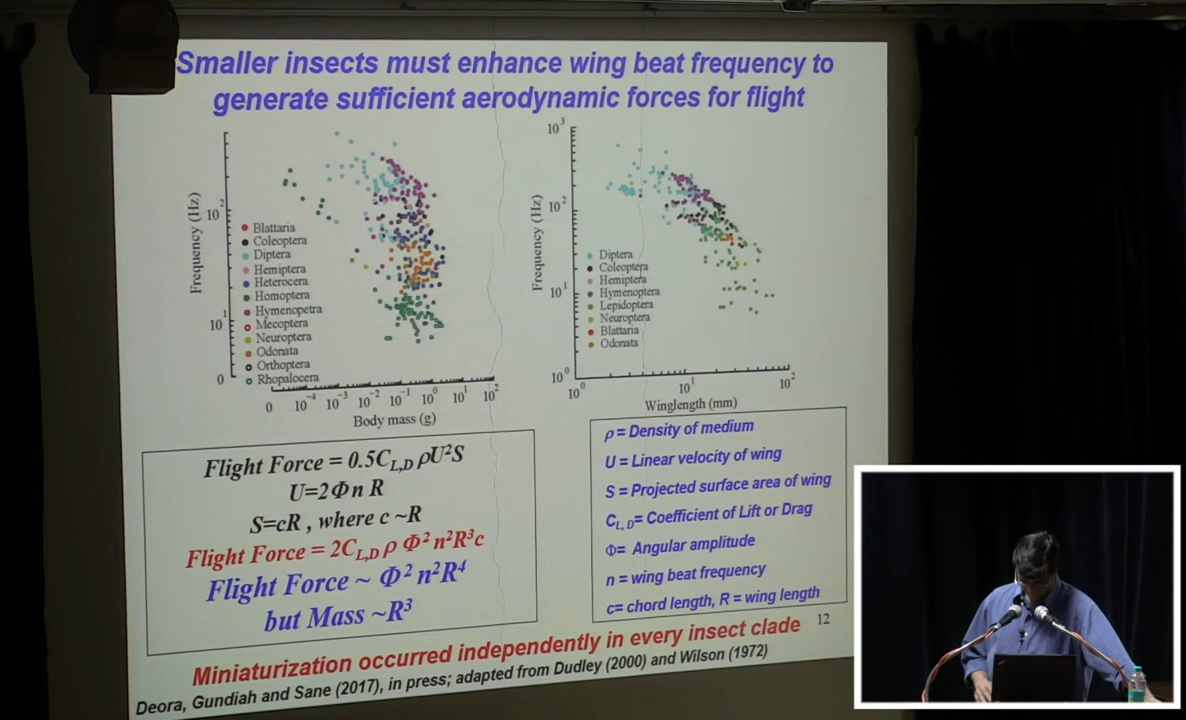 Smaller insects must enhance wing beat frequency to
generate sufficient aerodynamic forces for flight
Frequency (Hz)
10²
10¹
0
Blattaria
Coleoptera
Diptera
Hemiptera
Heterocera
Homoptera
Hymenopetra
Mecoptera
Neuroptera
Odonata
Orthoptera
Rhopalocera
0 10⁻⁴ 10⁻³ 10⁻² 10⁻¹ 10⁰ 10¹ 10²
Body mass (g)
Frequency (Hz)
10³
10²
10¹
10⁰
Diptera
Coleoptera
Hemiptera
Hymenoptera
Lepidoptera
Neuroptera
Blattaria
Odonata
10⁰ 10¹ 10²
Winglength (mm)
Flight Force = 0.5C_L,D ρU²S
U=2Φn R
S=cR , where c ~R
Flight Force = 2C_L,D ρ Φ² n²R³c
Flight Force ~ Φ² n²R⁴
but Mass ~R³
ρ = Density of medium
U = Linear velocity of wing
S = Projected surface area of wing
C_L, D = Coefficient of Lift or Drag
Φ= Angular amplitude
n = wing beat frequency
c= chord length, R = wing length
12
Miniaturization occurred independently in every insect clade
Deora, Gundiah and Sane (2017), in press; adapted from Dudley (2000) and Wilson (1972)